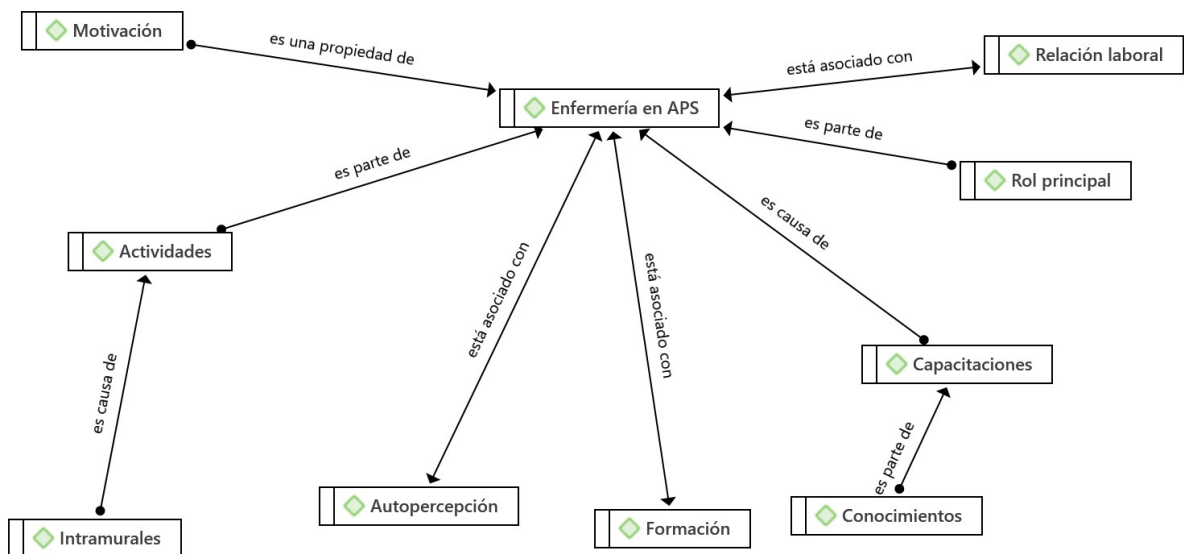 Motivación
es una propiedad de
está asociado con
Relación laboral
Enfermería en APS
es parte de
es parte de
Rol principal
Actividades
es causa de
está asociado con
está asociado con
es causa de
Capacitaciones
es parte de
Autopercepción
Conocimientos
Intramurales
Formación